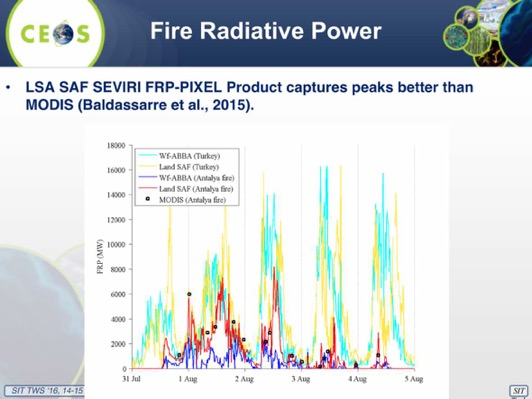 CEOS
Fire Radiative Power
• LSA SAF SEVIRI FRP-PIXEL Product captures peaks better than
MODIS (Baldassarre et al., 2015).
18000
16000
14000
12000
10000
8000
6000
4000
2000
0
FRP (MW)
Wf-ABBA (Turkey)
Land SAF (Turkey)
Wf-ABBA (Antalya fire)
Land SAF (Antalya fire)
MODIS (Antalya fire)
31 Jul 1 Aug 2 Aug 3 Aug 4 Aug 5 Aug
SIT TWS '16, 14-15
SIT